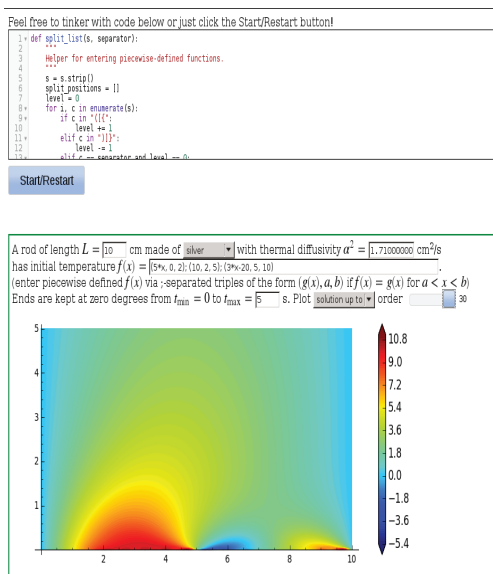 Feel free to tinker with code below or just click the Start/Restart button!
1 def split_list(s, separator):
2 """
3 Helper for entering piecewise-defined functions.
4 """
5 s = s.strip()
6 split_positions = []
7 level = 0
8 for i, c in enumerate(s):
9 if c in "([{":
10 level += 1
11 elif c in ")]}":
12 level -= 1
13 elif c == separator and level == 0:
Start/Restart
A rod of length L = 10 cm made of silver with thermal diffusivity α² = 1.71000000 cm²/s
has initial temperature f(x) = (5*x, 0, 2); (10, 2, 5); (3*x-20, 5, 10) .
(enter piecewise defined f(x) via ;-separated triples of the form (g(x), a, b) if f(x) = g(x) for a < x < b)
Ends are kept at zero degrees from t_min = 0 to t_max = 5 s. Plot solution up to order 30
5
4
3
2
1
2 4 6 8 10
10.8
9.0
7.2
5.4
3.6
1.8
0.0
−1.8
−3.6
−5.4